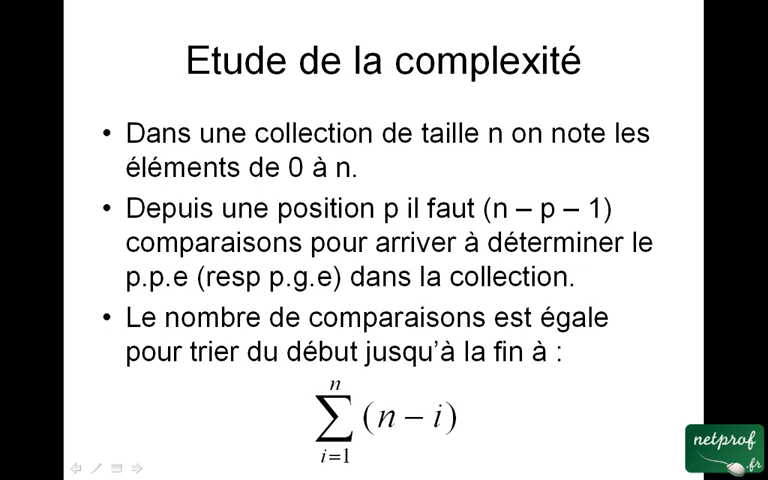 Etude de la complexité
• Dans une collection de taille n on note les
éléments de 0 à n.
• Depuis une position p il faut (n – p – 1)
comparaisons pour arriver à déterminer le
p.p.e (resp p.g.e) dans la collection.
• Le nombre de comparaisons est égale
pour trier du début jusqu'à la fin à :
n
∑ (n – i)
i=1
netprof
.fr